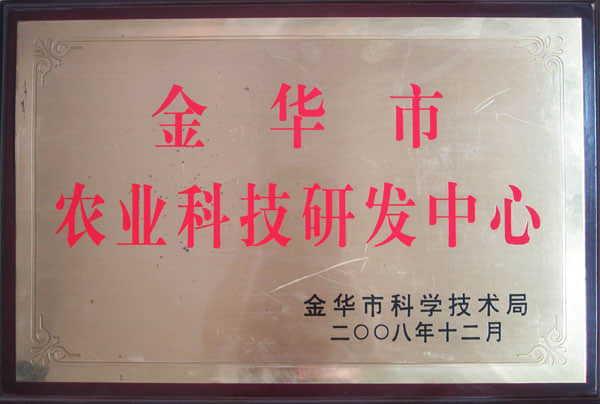 金华市
农业科技研发中心
金华市科学技术局
二〇〇八年十二月